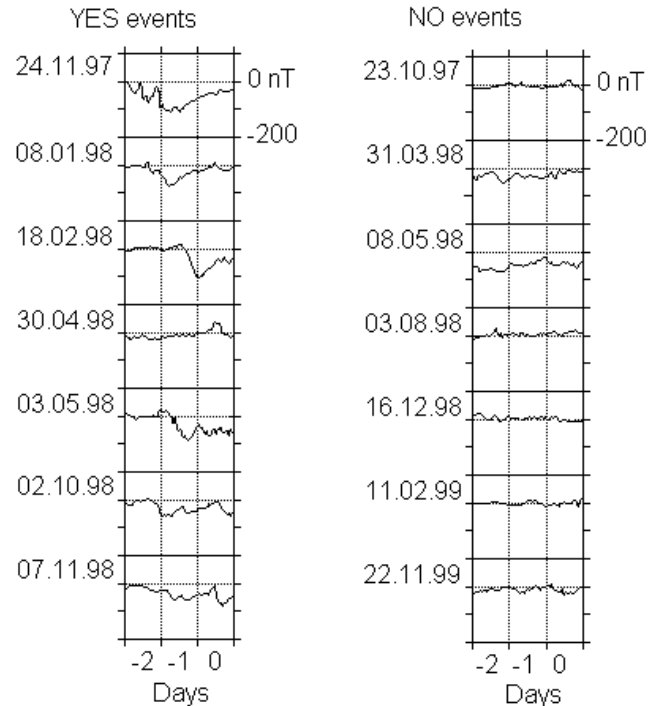 YES events
24.11.97
0 nT
-200
08.01.98
18.02.98
30.04.98
03.05.98
02.10.98
07.11.98
-2 -1 0
Days
NO events
23.10.97
0 nT
-200
31.03.98
08.05.98
03.08.98
16.12.98
11.02.99
22.11.99
-2 -1 0
Days